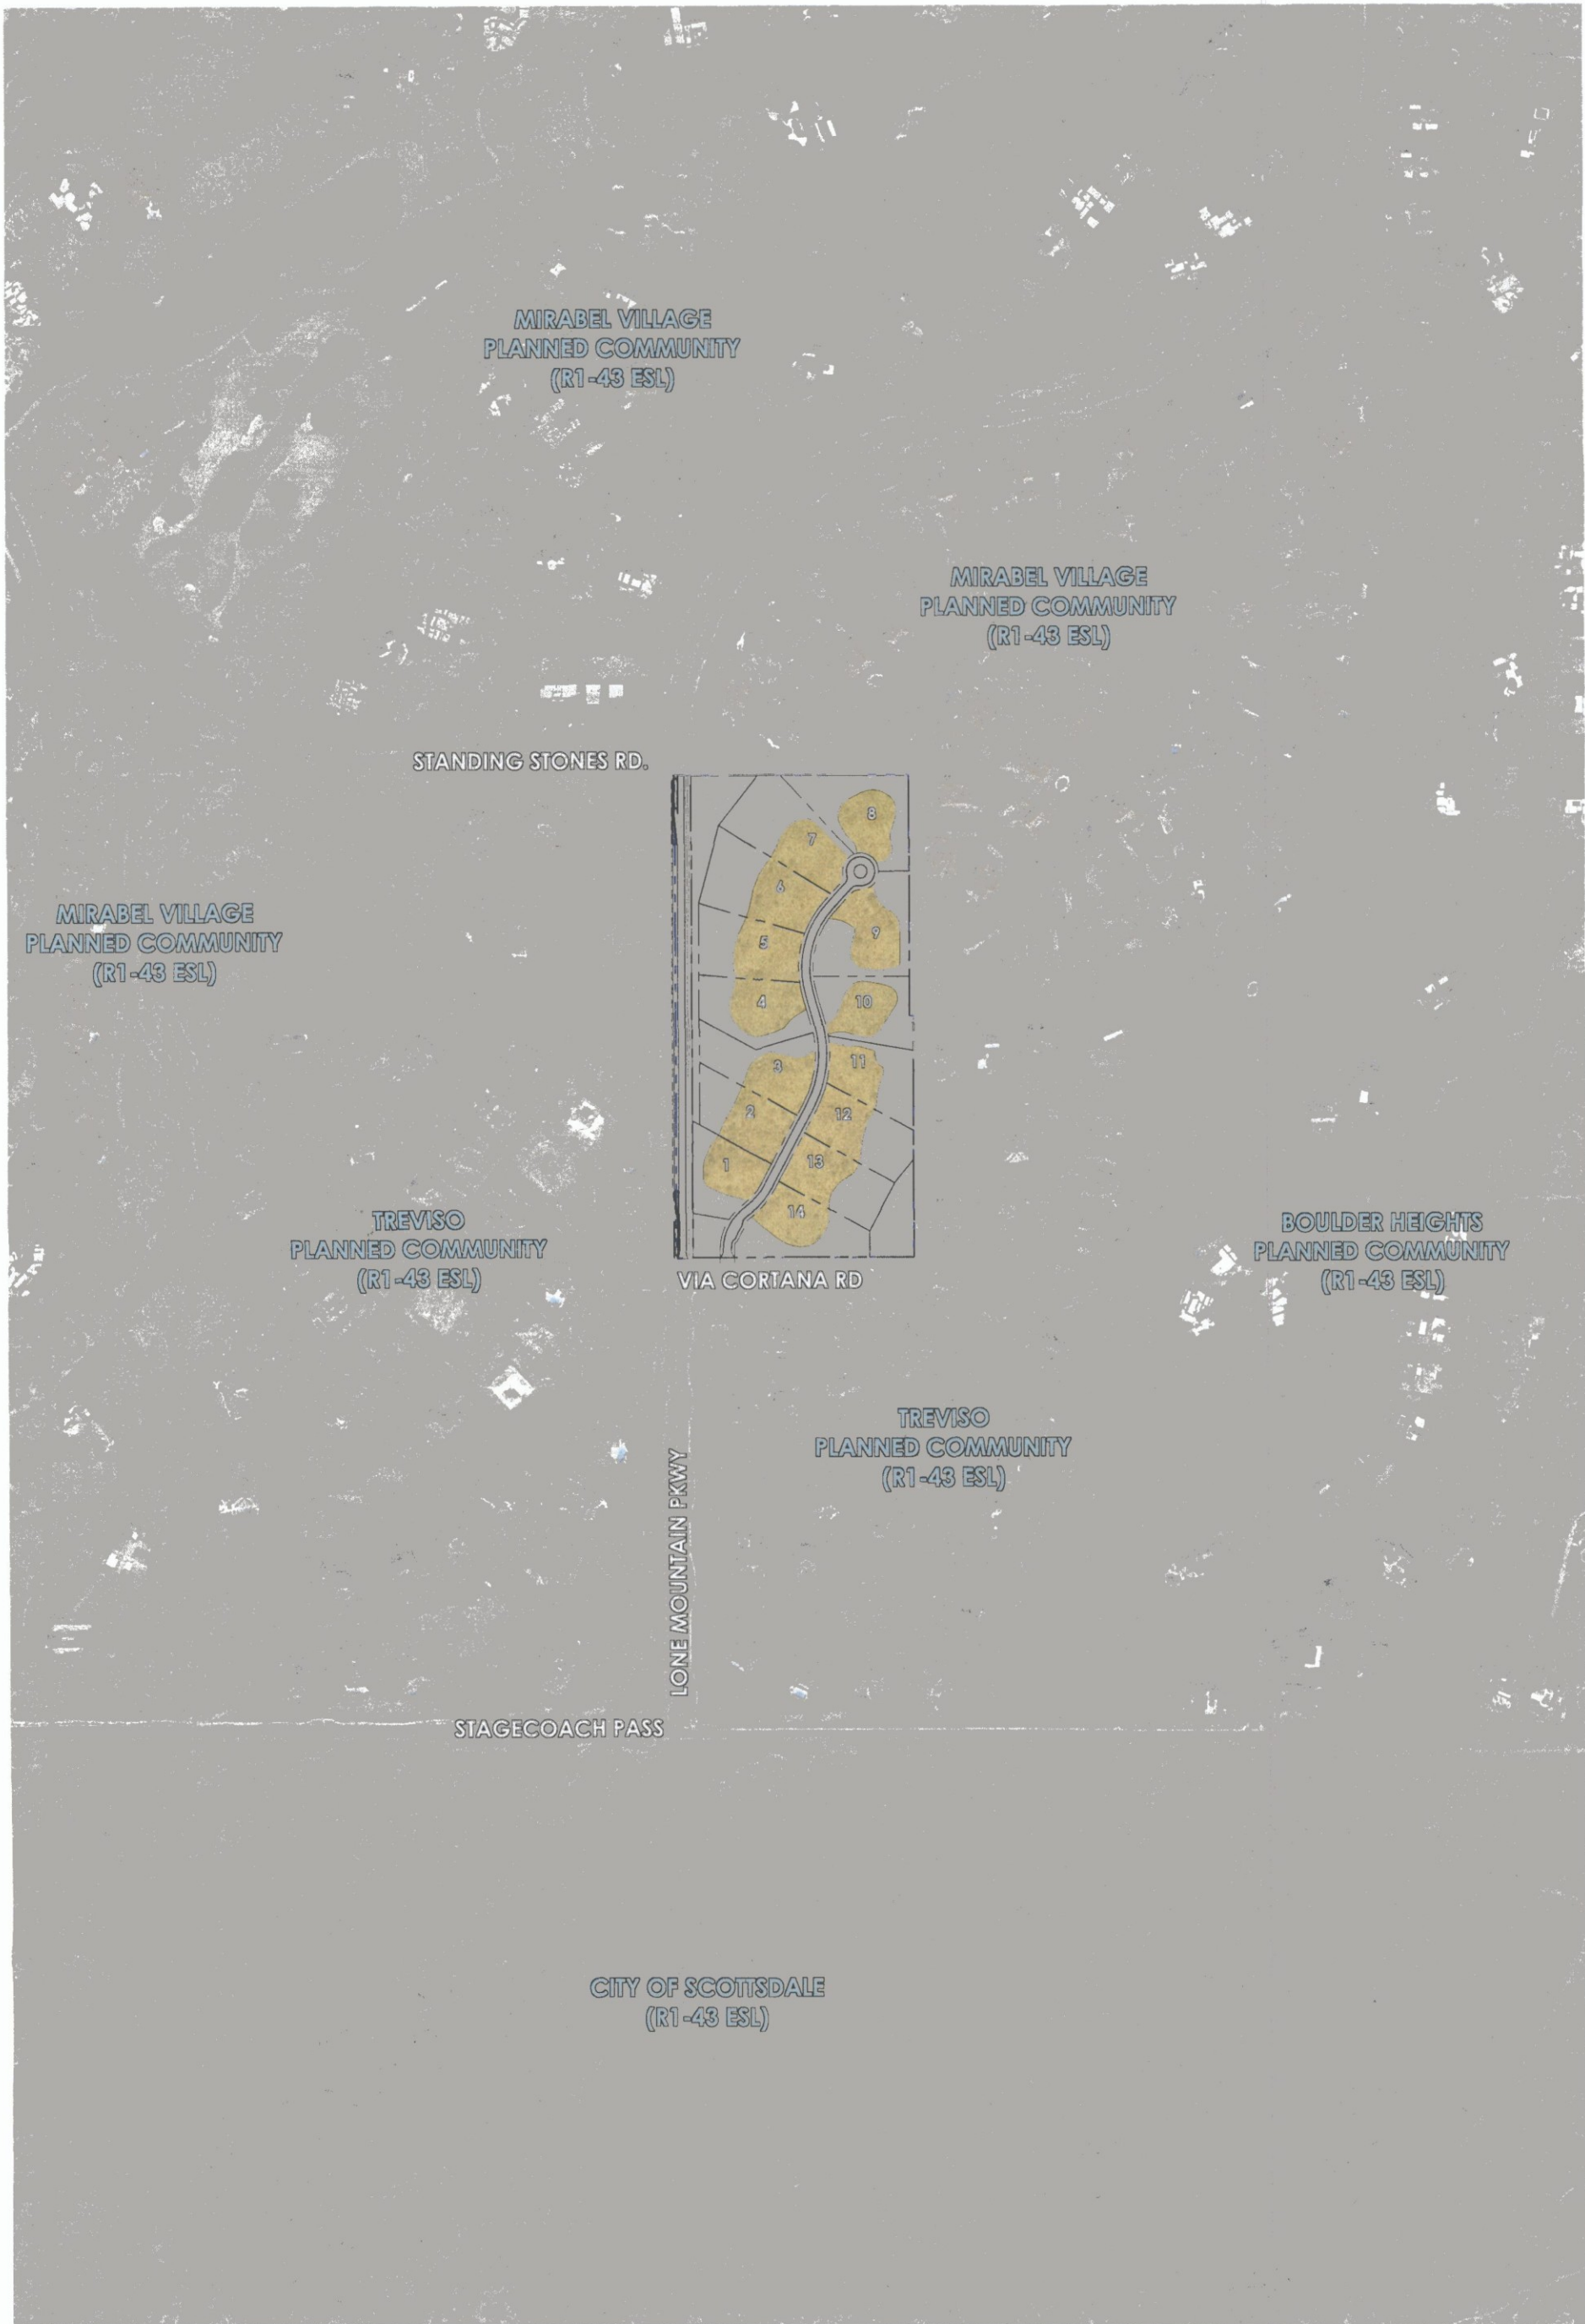 MIRABEL VILLAGE
PLANNED COMMUNITY
(R1-43 ESL)
MIRABEL VILLAGE
PLANNED COMMUNITY
(R1-43 ESL)
STANDING STONES RD.
8
7
6
MIRABEL VILLAGE
PLANNED COMMUNITY
(R1-43 ESL)
9
5
4
10
3
11
2
12
1
13
14
TREVISO
PLANNED COMMUNITY
(R1-43 ESL)
BOULDER HEIGHTS
PLANNED COMMUNITY
(R1-43 ESL)
VIA CORTANA RD
TREVISO
PLANNED COMMUNITY
(R1-43 ESL)
LONE MOUNTAIN PKWY
STAGECOACH PASS
CITY OF SCOTTSDALE
(R1-43 ESL)